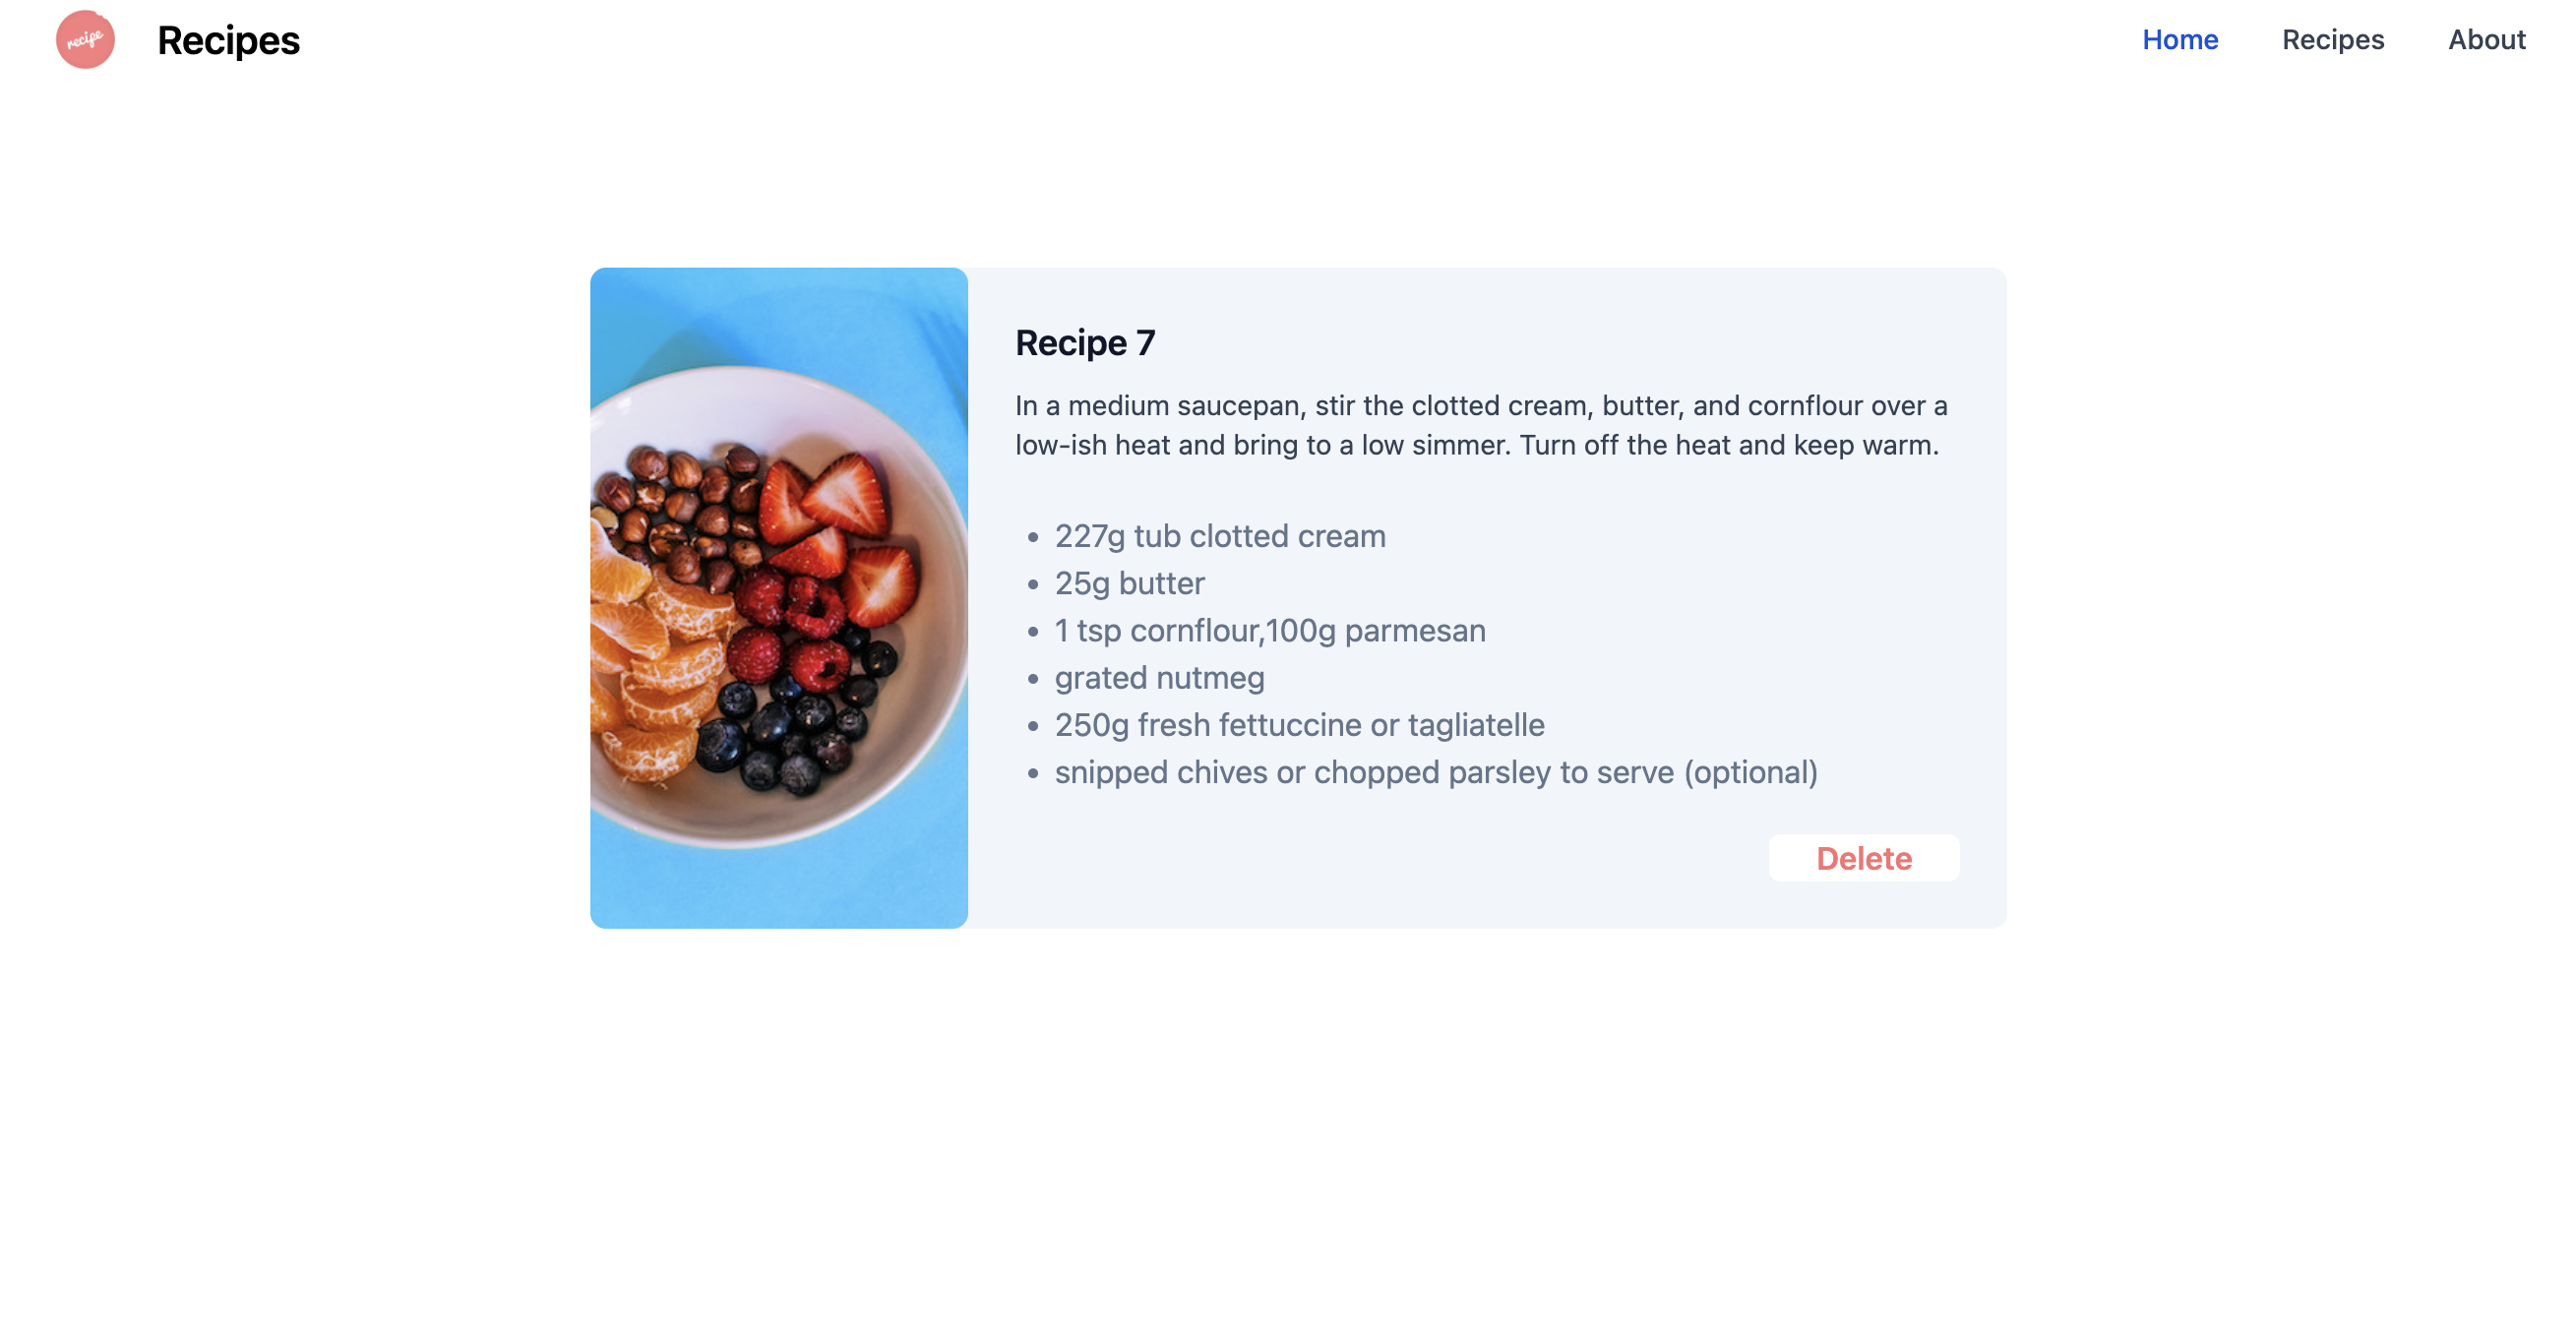 recipe
Recipes
Home
Recipes
About
Recipe 7
In a medium saucepan, stir the clotted cream, butter, and cornflour over a
low-ish heat and bring to a low simmer. Turn off the heat and keep warm.
227g tub clotted cream
25g butter
1 tsp cornflour,100g parmesan
grated nutmeg
250g fresh fettuccine or tagliatelle
snipped chives or chopped parsley to serve (optional)
Delete